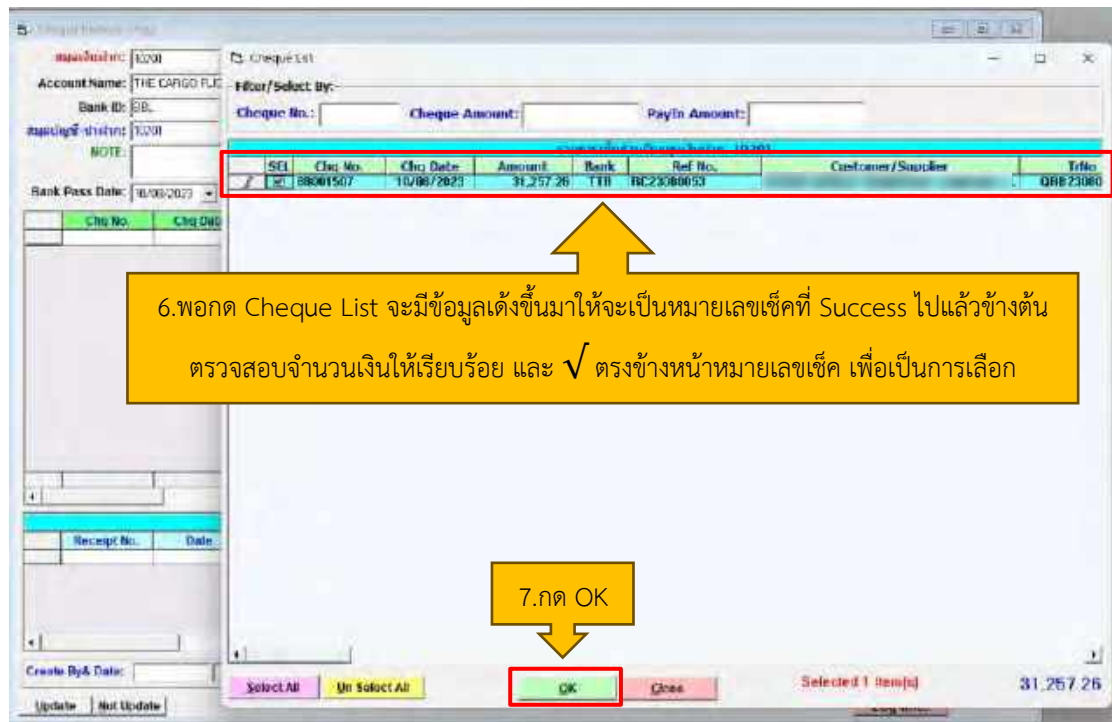 10201
Cheque List
Account Name: THE CARGO
Filter/Select By:-
Bank ID:
Cheque No.:
Cheque Amount:
PayIn Amount:
10201
NOTE:
SEL Chq No. Chq Date Amount Bank Ref No. Customer/Supplier TrNo
88001507 10/08/2023 31,257.26 TTB RC23080053 QRB23080
Bank Pass Date:
Chq No. Chq Dat
6.พอกด Cheque List จะมีข้อมูลเด้งขึ้นมาให้จะเป็นหมายเลขเช็คที่ Success ไปแล้วข้างต้น
ตรวจสอบจำนวนเงินให้เรียบร้อย และ √ ตรงข้างหน้าหมายเลขเช็ค เพื่อเป็นการเลือก
Receipt No. Date
7.กด OK
Create By& Date:
Select All
Un Select All
OK
Close
Selected 1 item(s)
31,257.26
Update
Not Update